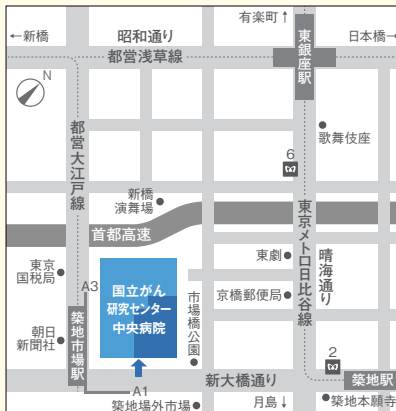 有楽町↑
←新橋
昭和通り
日本橋→
都営浅草線
東銀座駅
N
都営大江戸線
歌舞伎座
6
新橋
演舞場
首都高速
東京メトロ日比谷線
晴海通り
東劇
東京
国税局
A3
国立がん
研究センター
中央病院
京橋郵便局
市場橋公園
築地市場駅
朝日
新聞社
2
新大橋通り
築地駅
A1
築地場外市場
月島↓
築地本願寺